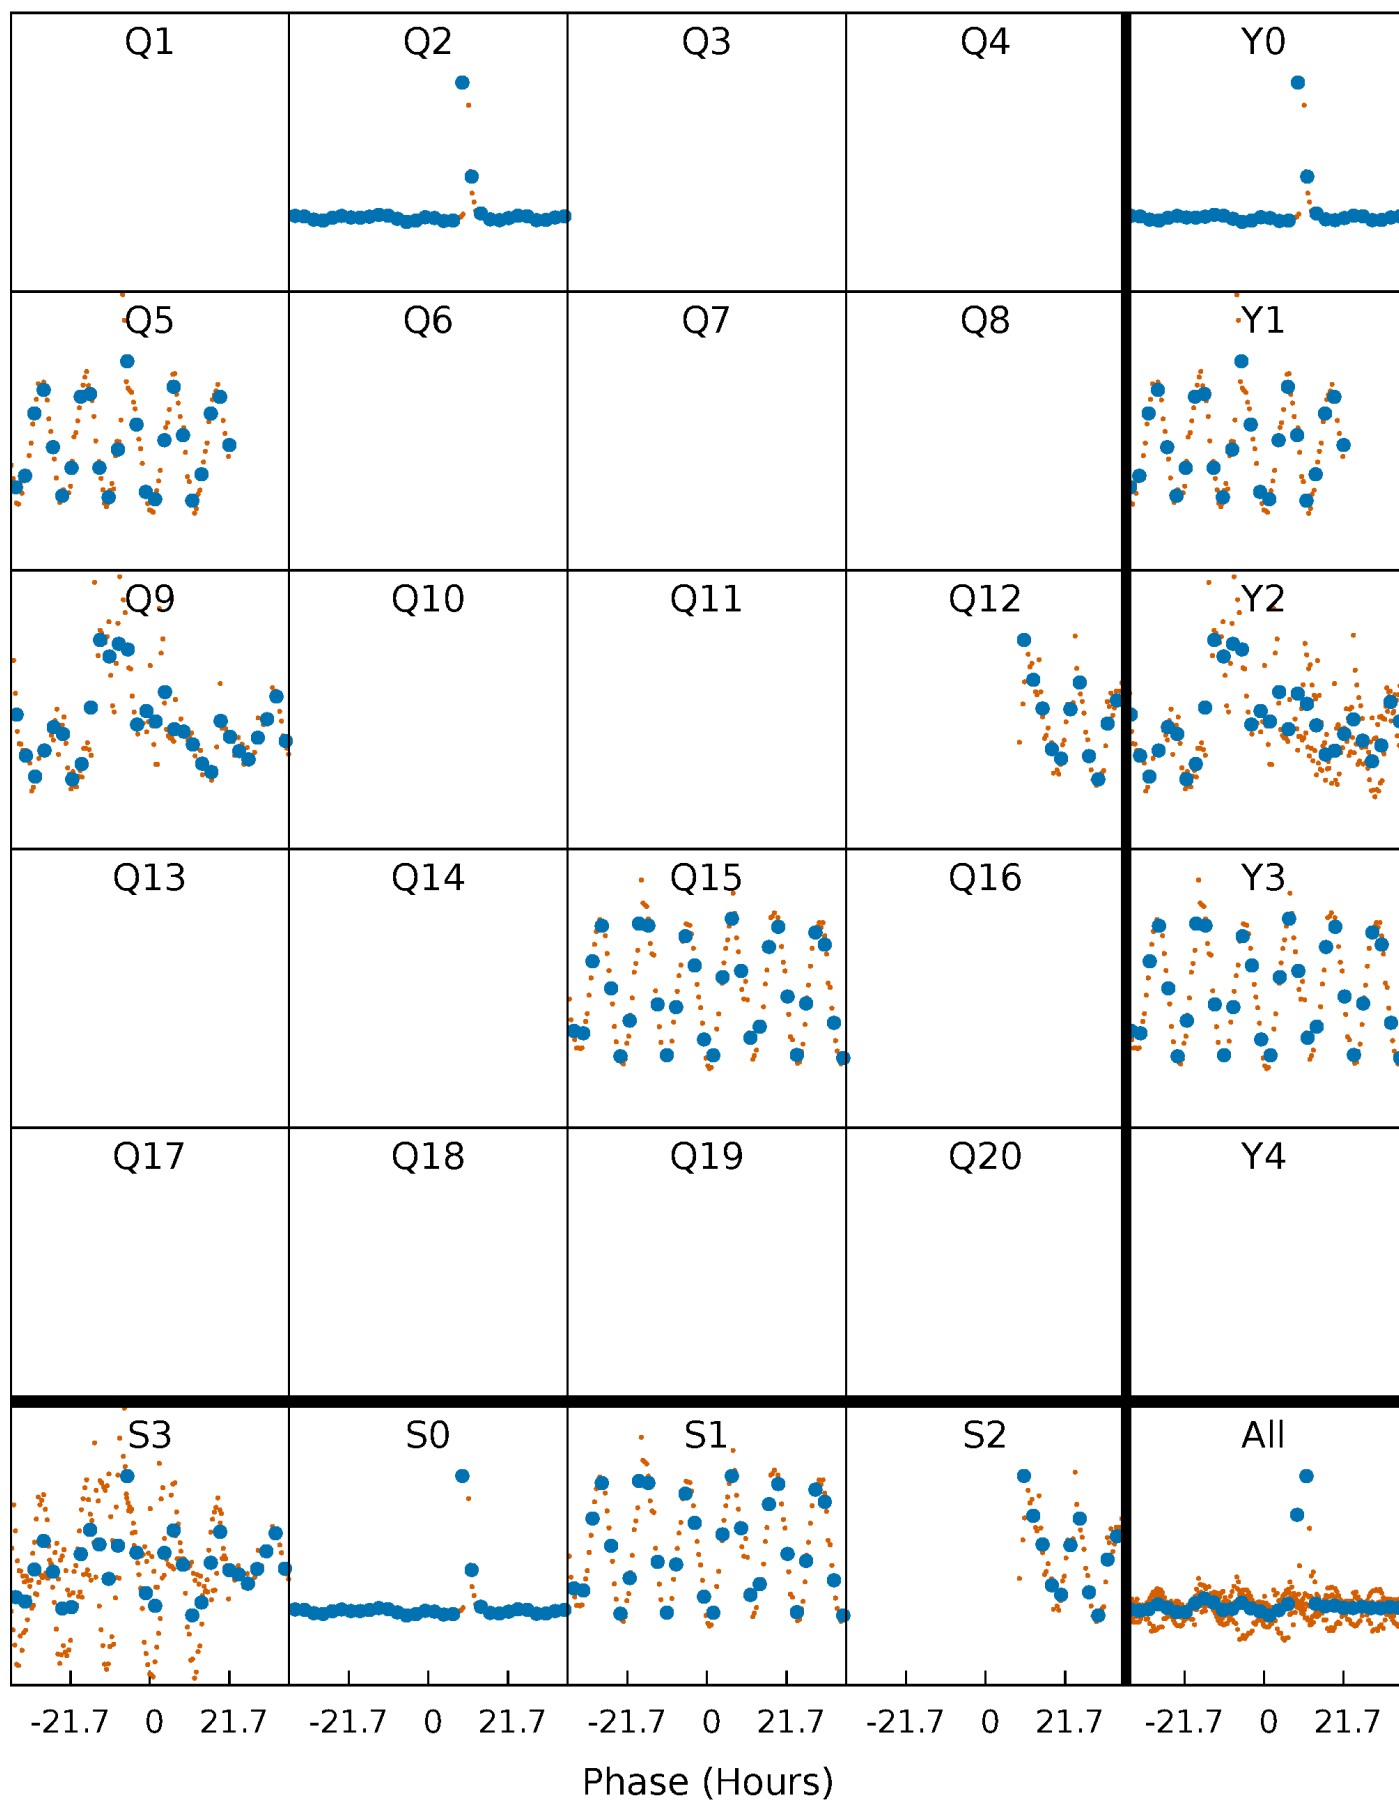 Q1 Q2 Q3 Q4 Y0
Q5 Q6 Q7 Q8 Y1
Q9 Q10 Q11 Q12 Y2
Q13 Q14 Q15 Q16 Y3
Q17 Q18 Q19 Q20 Y4
S3 S0 S1 S2 All
-21.7 0 21.7 -21.7 0 21.7 -21.7 0 21.7 -21.7 0 21.7 -21.7 0 21.7
Phase (Hours)